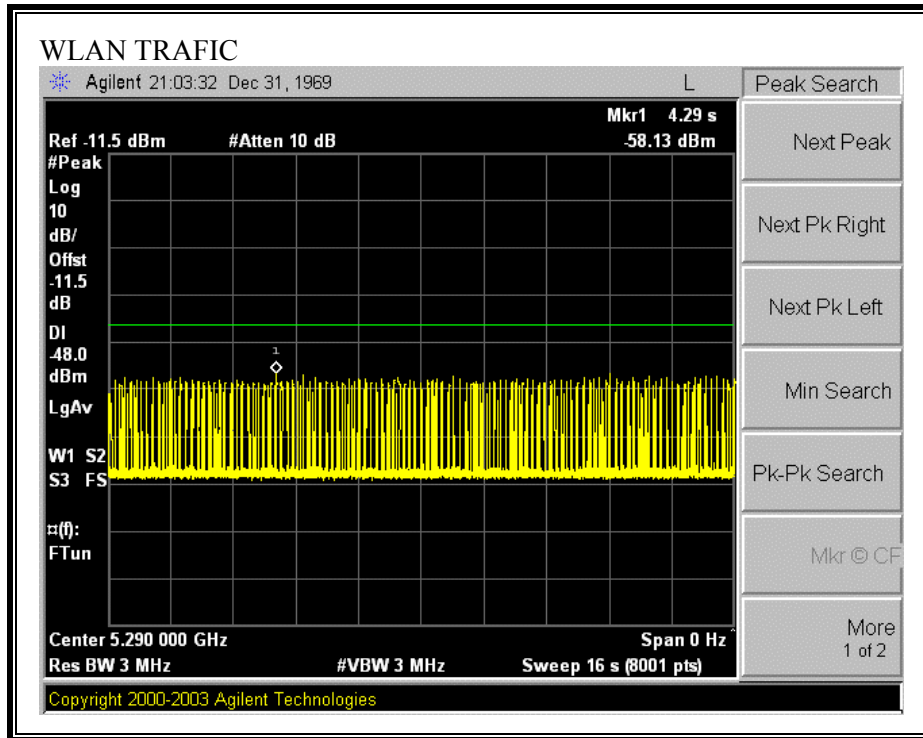 WLAN TRAFIC
Agilent 21:03:32 Dec 31, 1969 L
Peak Search
Mkr1 4.29 s
Ref -11.5 dBm #Atten 10 dB -58.13 dBm
#Peak
Log
10
dB/
Offst
-11.5
dB
DI
-48.0
dBm
LgAv
W1 S2
S3 FS
¤(f):
FTun
1
Center 5.290 000 GHz Span 0 Hz^
Res BW 3 MHz #VBW 3 MHz Sweep 16 s (8001 pts)
Copyright 2000-2003 Agilent Technologies
Next Peak
Next Pk Right
Next Pk Left
Min Search
Pk-Pk Search
Mkr © CF
More
1 of 2